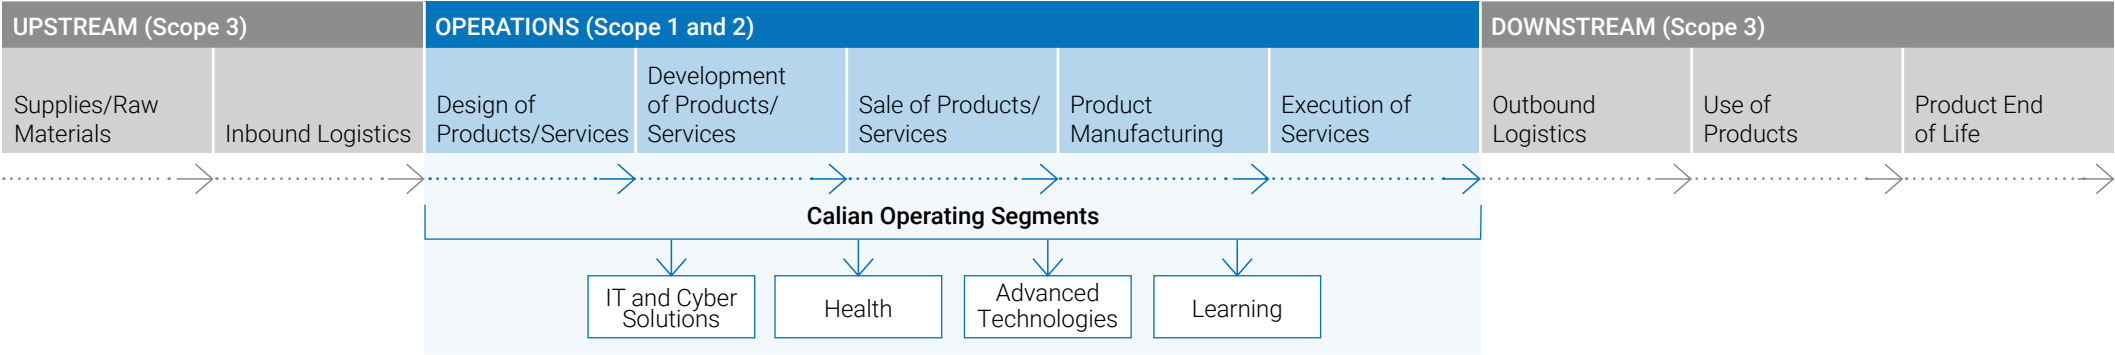 UPSTREAM (Scope 3)
OPERATIONS (Scope 1 and 2)
DOWNSTREAM (Scope 3)
Supplies/Raw
Materials
Inbound Logistics
Design of
Products/Services
Development
of Products/
Services
Sale of Products/
Services
Product
Manufacturing
Execution of
Services
Outbound
Logistics
Use of
Products
Product End
of Life
Calian Operating Segments
IT and Cyber
Solutions
Health
Advanced
Technologies
Learning